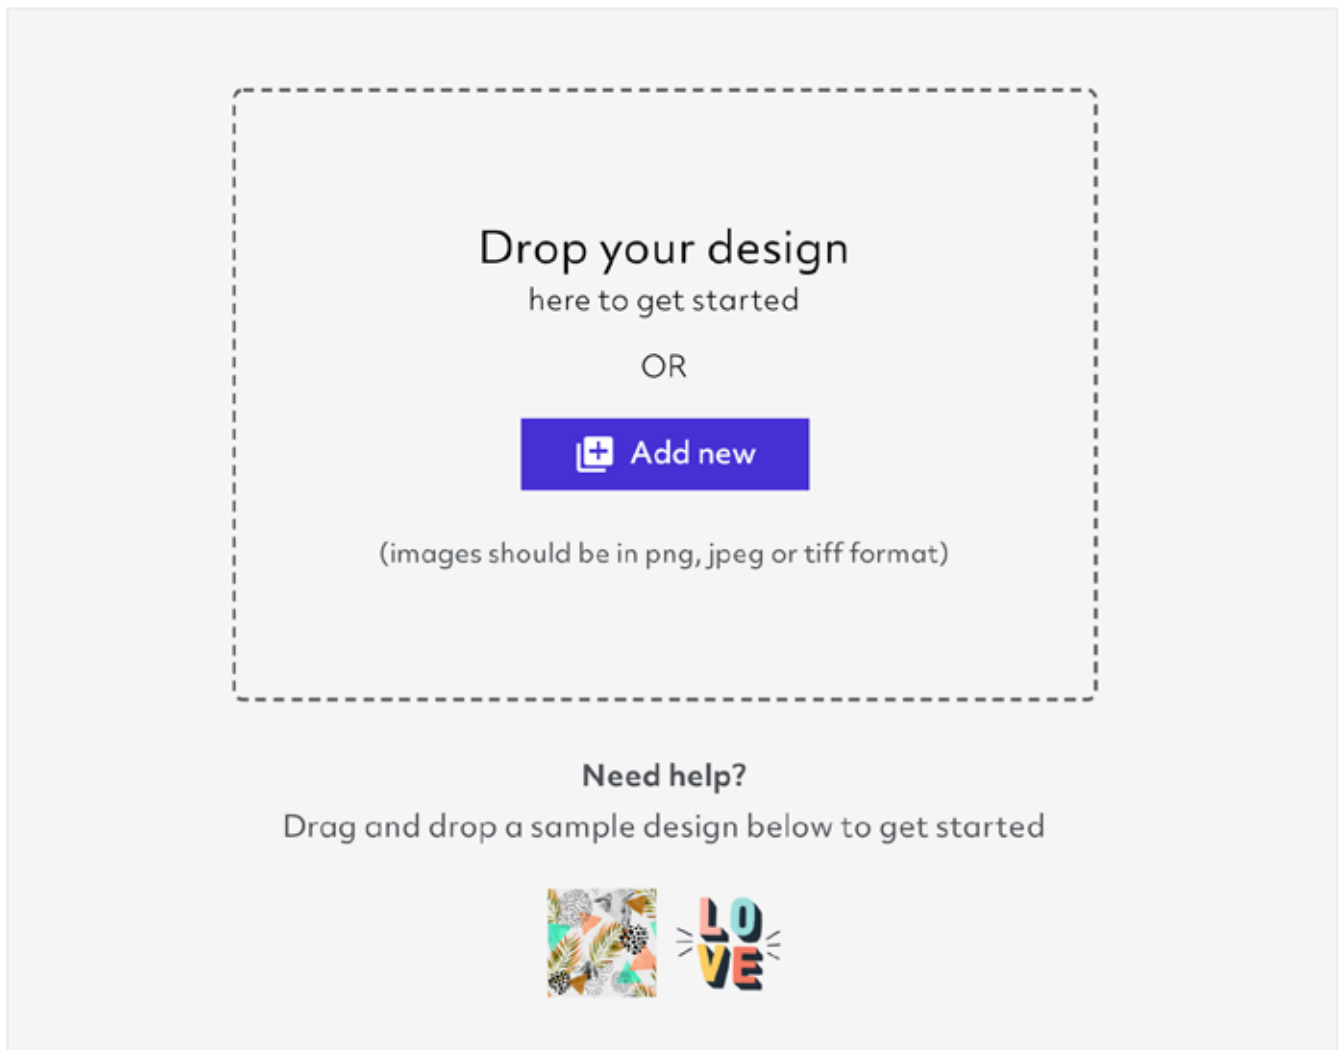 Drop your design
here to get started
OR
Add new
(images should be in png, jpeg or tiff format)
Need help?
Drag and drop a sample design below to get started
LO
VE